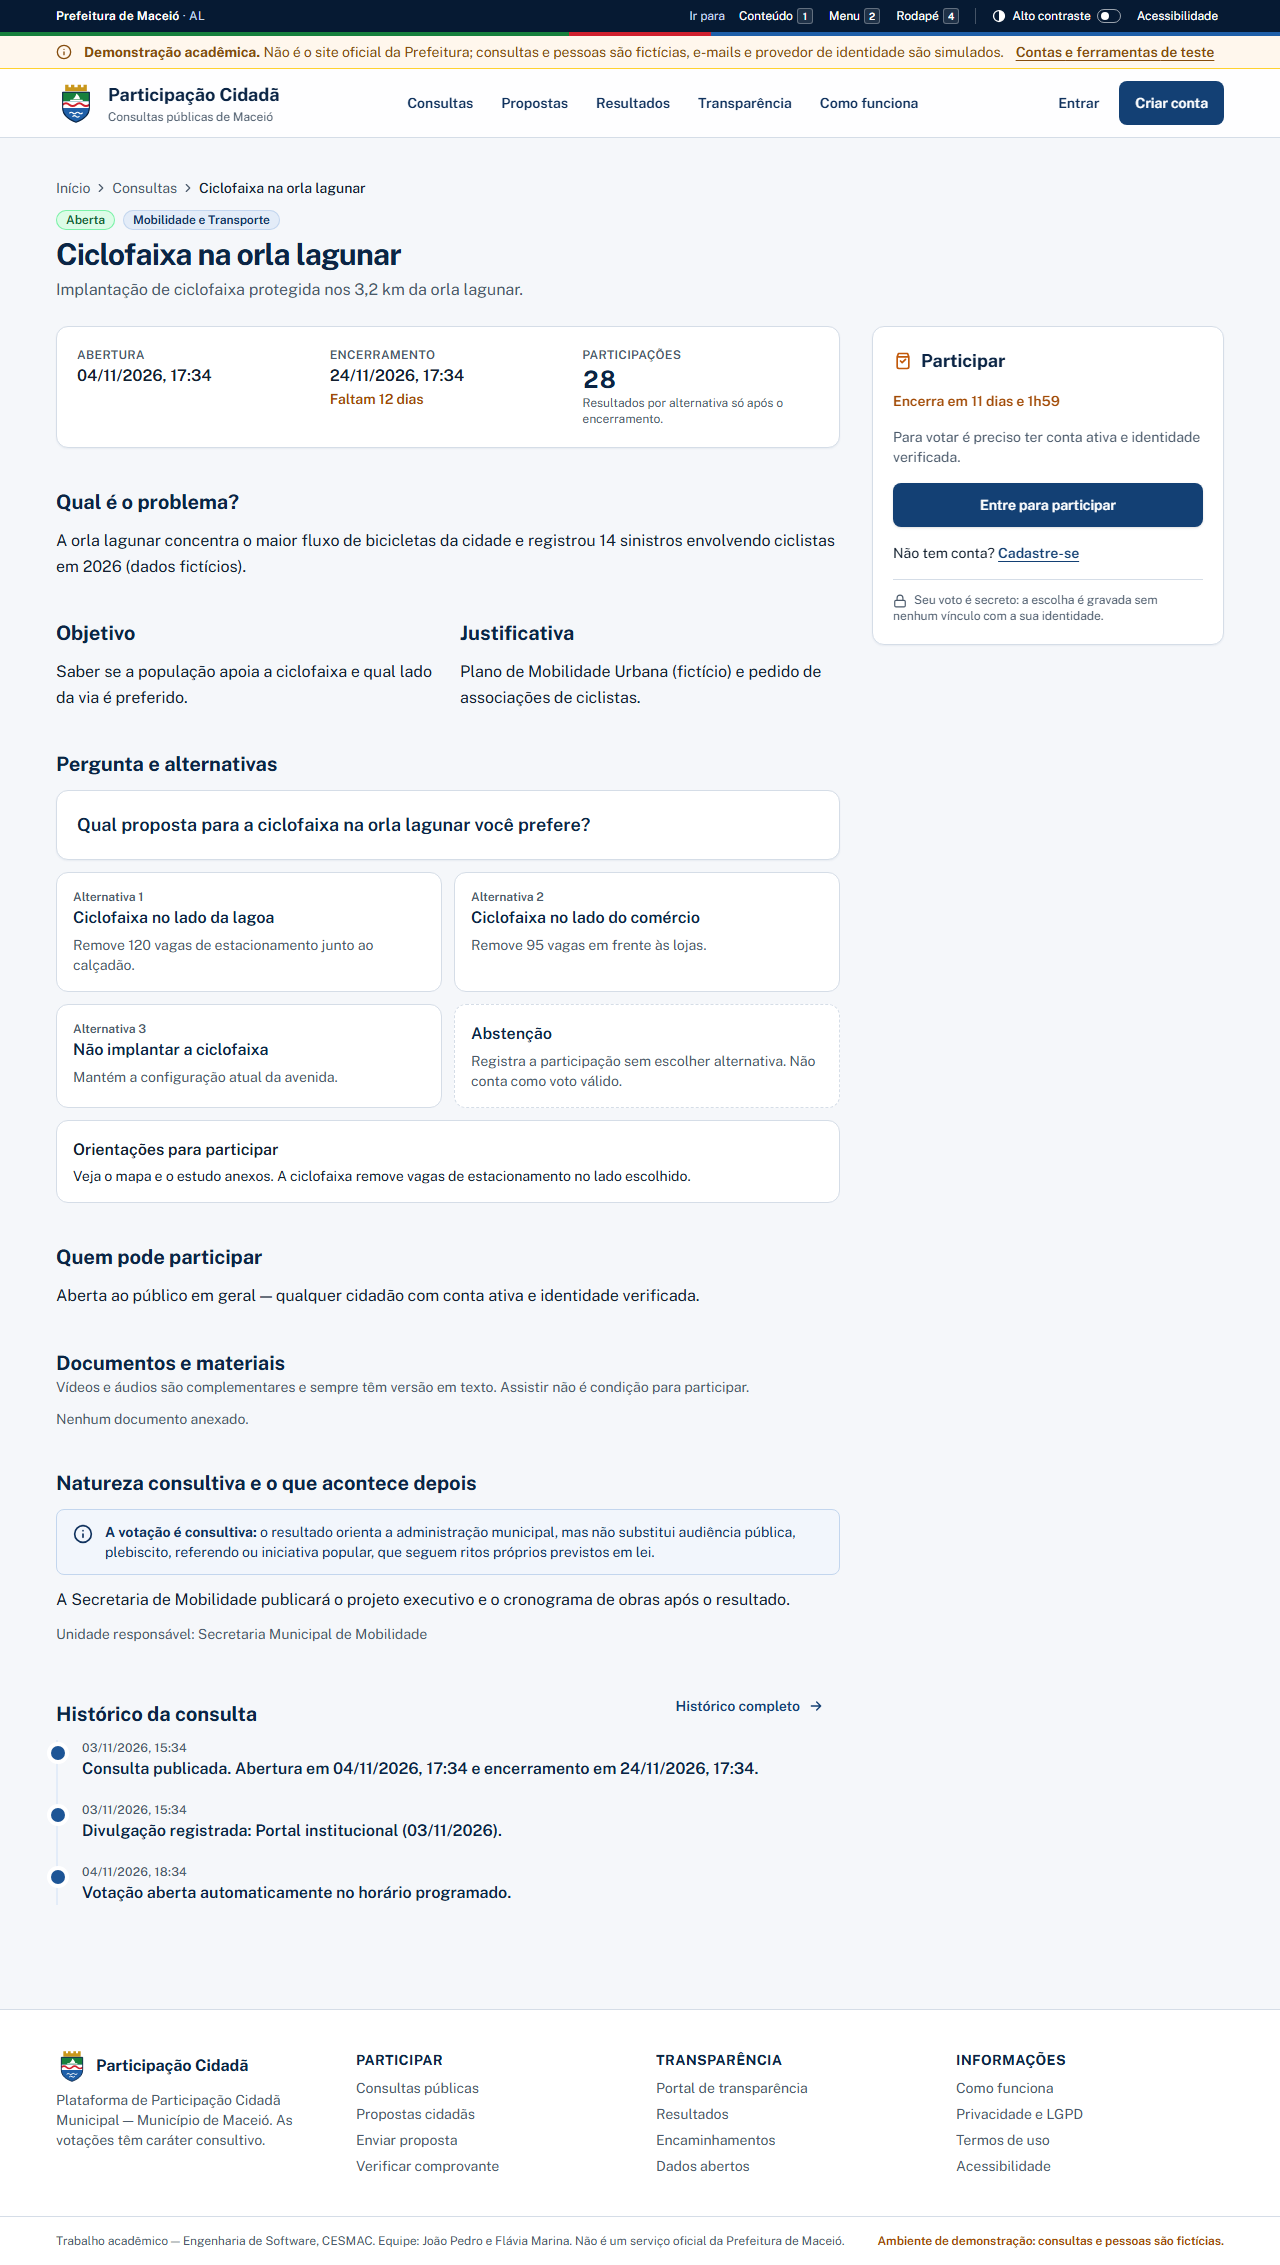 Prefeitura de Maceió · AL
Ir para Conteúdo 1 Menu 2 Rodapé 4 Alto contraste Acessibilidade
Demonstração acadêmica. Não é o site oficial da Prefeitura; consultas e pessoas são fictícias, e-mails e provedor de identidade são simulados. Contas e ferramentas de teste
Participação Cidadã
Consultas públicas de Maceió
Consultas Propostas Resultados Transparência Como funciona
Entrar Criar conta
Início > Consultas > Ciclofaixa na orla lagunar
Aberta Mobilidade e Transporte
Ciclofaixa na orla lagunar
Implantação de ciclofaixa protegida nos 3,2 km da orla lagunar.
ABERTURA
04/11/2026, 17:34
ENCERRAMENTO
24/11/2026, 17:34
Faltam 12 dias
PARTICIPAÇÕES
28
Resultados por alternativa só após o
encerramento.
Participar
Encerra em 11 dias e 1h59
Para votar é preciso ter conta ativa e identidade
verificada.
Entre para participar
Não tem conta? Cadastre-se
Seu voto é secreto: a escolha é gravada sem
nenhum vínculo com a sua identidade.
Qual é o problema?
A orla lagunar concentra o maior fluxo de bicicletas da cidade e registrou 14 sinistros envolvendo ciclistas
em 2026 (dados fictícios).
Objetivo
Saber se a população apoia a ciclofaixa e qual lado
da via é preferido.
Justificativa
Plano de Mobilidade Urbana (fictício) e pedido de
associações de ciclistas.
Pergunta e alternativas
Qual proposta para a ciclofaixa na orla lagunar você prefere?
Alternativa 1
Ciclofaixa no lado da lagoa
Remove 120 vagas de estacionamento junto ao
calçadão.
Alternativa 2
Ciclofaixa no lado do comércio
Remove 95 vagas em frente às lojas.
Alternativa 3
Não implantar a ciclofaixa
Mantém a configuração atual da avenida.
Abstenção
Registra a participação sem escolher alternativa. Não
conta como voto válido.
Orientações para participar
Veja o mapa e o estudo anexos. A ciclofaixa remove vagas de estacionamento no lado escolhido.
Quem pode participar
Aberta ao público em geral — qualquer cidadão com conta ativa e identidade verificada.
Documentos e materiais
Vídeos e áudios são complementares e sempre têm versão em texto. Assistir não é condição para participar.
Nenhum documento anexado.
Natureza consultiva e o que acontece depois
A votação é consultiva: o resultado orienta a administração municipal, mas não substitui audiência pública,
plebiscito, referendo ou iniciativa popular, que seguem ritos próprios previstos em lei.
A Secretaria de Mobilidade publicará o projeto executivo e o cronograma de obras após o resultado.
Unidade responsável: Secretaria Municipal de Mobilidade
Histórico da consulta
Histórico completo →
03/11/2026, 15:34
Consulta publicada. Abertura em 04/11/2026, 17:34 e encerramento em 24/11/2026, 17:34.
03/11/2026, 15:34
Divulgação registrada: Portal institucional (03/11/2026).
04/11/2026, 18:34
Votação aberta automaticamente no horário programado.
Participação Cidadã
Plataforma de Participação Cidadã
Municipal — Município de Maceió. As
votações têm caráter consultivo.
PARTICIPAR
Consultas públicas
Propostas cidadãs
Enviar proposta
Verificar comprovante
TRANSPARÊNCIA
Portal de transparência
Resultados
Encaminhamentos
Dados abertos
INFORMAÇÕES
Como funciona
Privacidade e LGPD
Termos de uso
Acessibilidade
Trabalho acadêmico — Engenharia de Software, CESMAC. Equipe: João Pedro e Flávia Marina. Não é um serviço oficial da Prefeitura de Maceió.
Ambiente de demonstração: consultas e pessoas são fictícias.